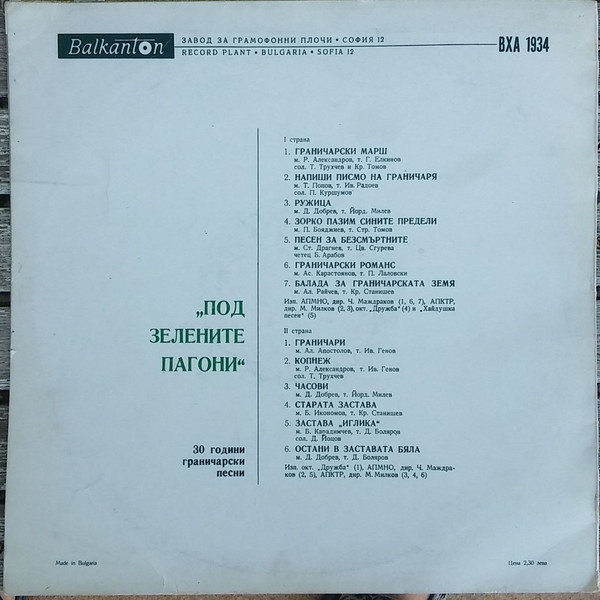 Balkanton
ЗАВОД ЗА ГРАМОФОННИ ПЛОЧИ • СОФИЯ 12
RECORD PLANT • BULGARIA • SOFIA 12
ВХА 1934
„ПОД
ЗЕЛЕНИТЕ
ПАГОНИ“
30 години
граничарски
песни
I страна
1. ГРАНИЧАРСКИ МАРШ
м. Р. Александров, т. Г. Елкинов
сол. Т. Трухчев и Кр. Томов
2. НАПИШИ ПИСМО НА ГРАНИЧАРЯ
м. Т. Попов, т. Ив. Радоев
сол. П. Куршумов
3. РУЖИЦА
м. Д. Добрев, т. Йорд. Милев
4. ЗОРКО ПАЗИМ СИНИТЕ ПРЕДЕЛИ
м. П. Бояджиев, т. Стр. Томов
5. ПЕСЕН ЗА БЕЗСМЪРТНИТЕ
м. Ст. Драгнев, т. Цв. Сгурева
четец Б. Арабов
6. ГРАНИЧАРСКИ РОМАНС
м. Ас. Карастоянов, т. П. Лаловски
7. БАЛАДА ЗА ГРАНИЧАРСКАТА ЗЕМЯ
м. Ал. Райчев, т. Кр. Станишев
Изп. АПМНО, дир. Ч. Маждраков (1, 6, 7), АПКТР,
дир. М. Милков (2, 3), окт. „Дружба“ (4) и „Хайдушка
песен“ (5)
II страна
1. ГРАНИЧАРИ
м. Ал. Апостолов, т. Ив. Генов
2. КОПНЕЖ
м. Р. Александров, т. Ив. Генов
сол. Т, Трухчев
3. ЧАСОВИ
м. Д. Добрев, т. Йорд. Милев
4. СТАРАТА ЗАСТАВА
м. Б. Икономов, т. Кр. Станишев
5. ЗАСТАВА „ИГЛИКА“
м. Б. Карадимчев, т. Д. Боляров
сол. Д. Йоцов
6. ОСТАНИ В ЗАСТАВАТА БЯЛА
м. Д. Добрев, т. Д. Боляров
Изп. окт. „Дружба“ (1), АПМНО, дир. Ч. Маждра-
ков (2, 5), АПКТР, дир. М. Милков (3, 4, 6)
Made in Bulgaria
Цена 2,30 лева